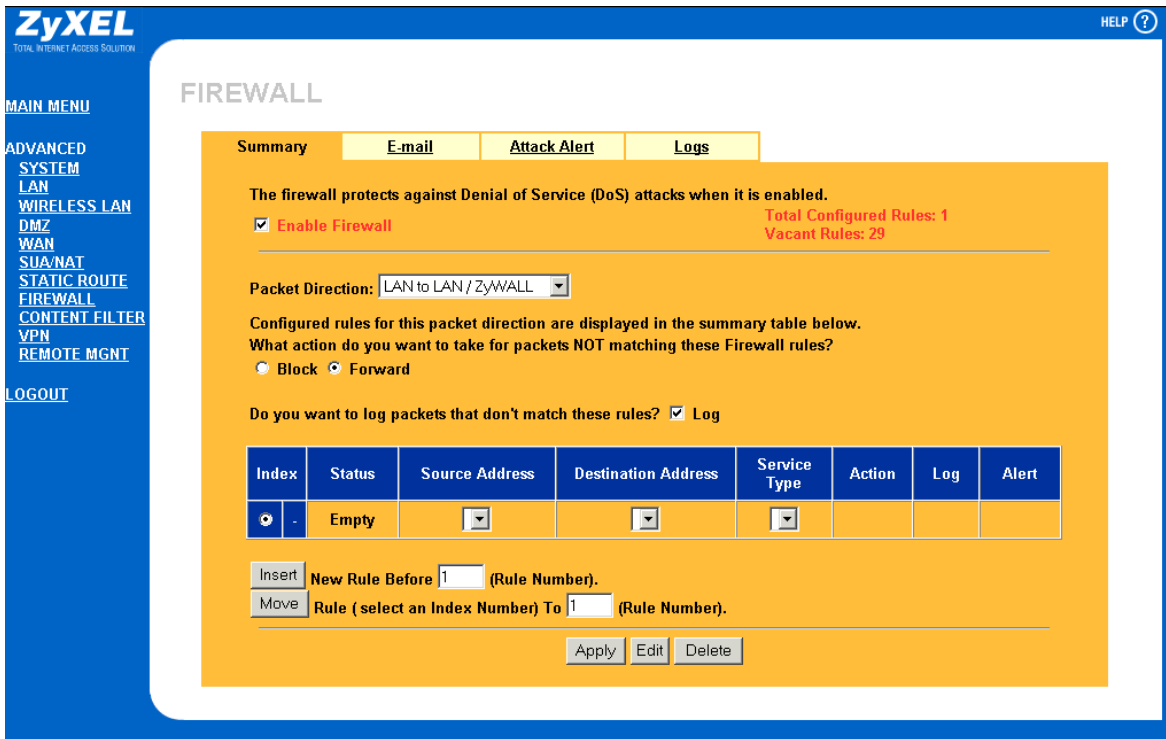 ZyXEL
TOTAL INTERNET ACCESS SOLUTION
HELP ?
MAIN MENU
ADVANCED
SYSTEM
LAN
WIRELESS LAN
DMZ
WAN
SUA/NAT
STATIC ROUTE
FIREWALL
CONTENT FILTER
VPN
REMOTE MGNT
LOGOUT
FIREWALL
Summary E-mail Attack Alert Logs
The firewall protects against Denial of Service (DoS) attacks when it is enabled.
Enable Firewall
Total Configured Rules: 1
Vacant Rules: 29
Packet Direction: LAN to LAN / ZyWALL
Configured rules for this packet direction are displayed in the summary table below.
What action do you want to take for packets NOT matching these Firewall rules?
Block Forward
Do you want to log packets that don't match these rules? Log
Index Status Source Address Destination Address Service Type Action Log Alert
- Empty
Insert New Rule Before 1 (Rule Number).
Move Rule ( select an Index Number) To 1 (Rule Number).
Apply Edit Delete